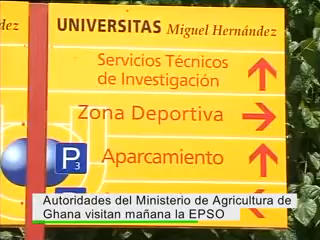 dez
UNIVERSITAS Miguel Hernández
Servicios Técnicos
de Investigación
Zona Deportiva
P3 Aparcamiento
Autoridades del Ministerio de Agricultura de
Ghana visitan mañana la EPSO